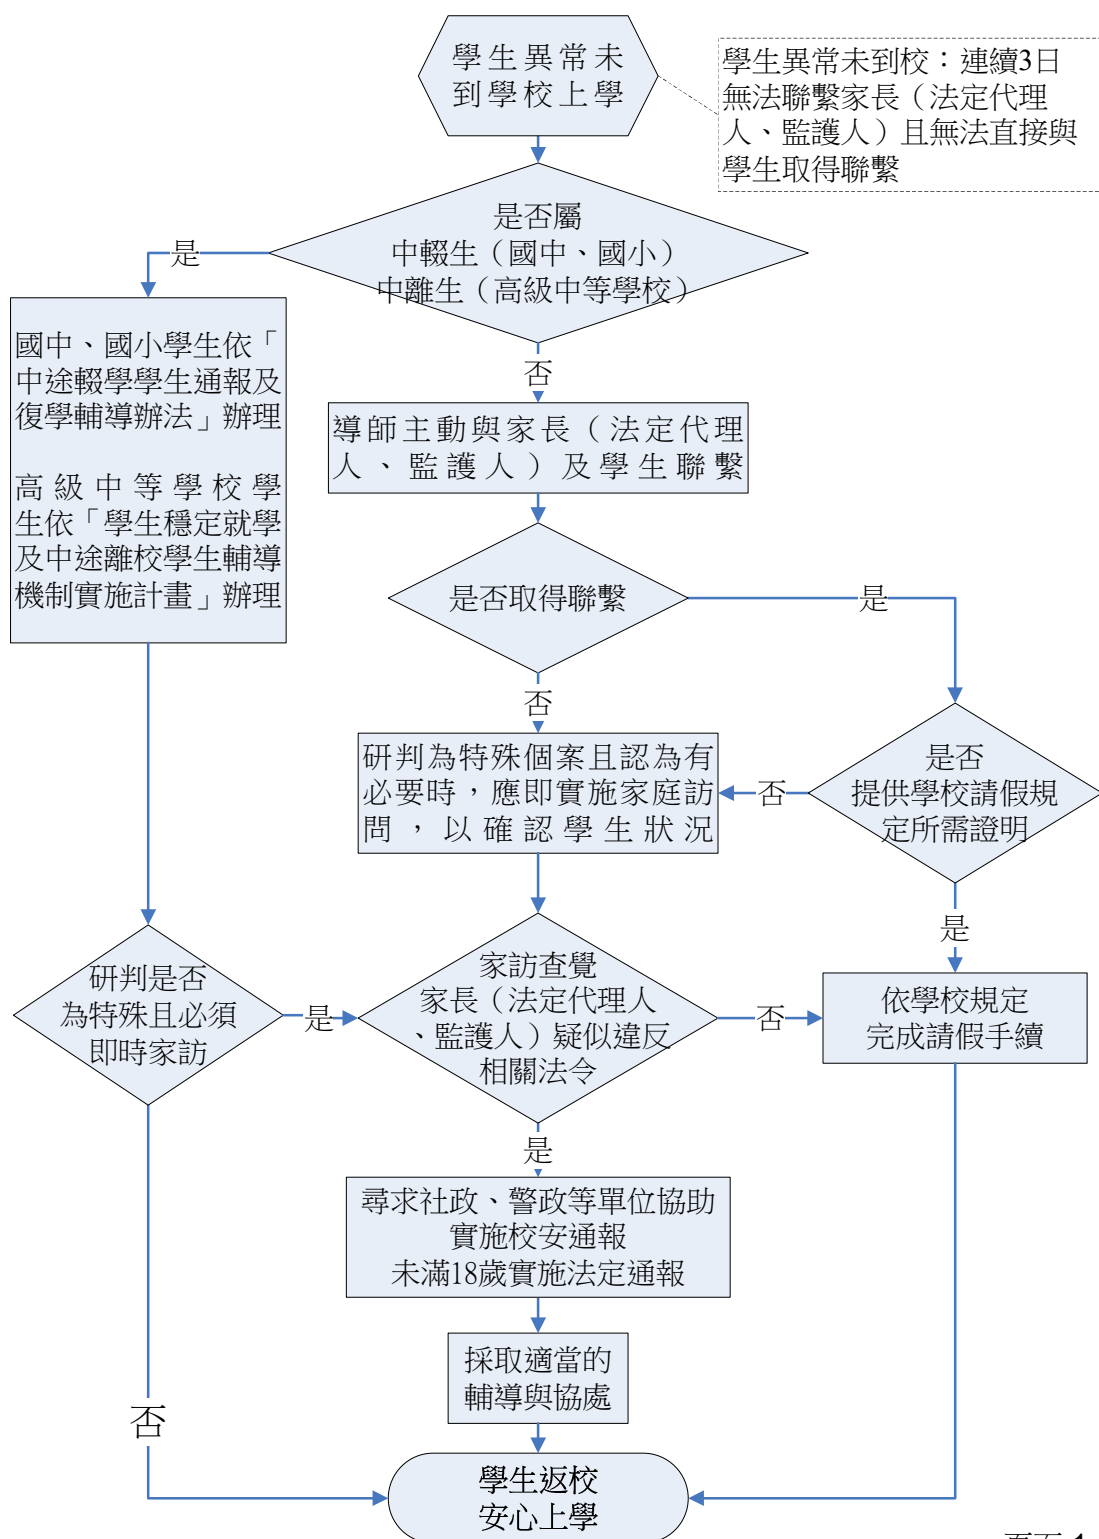 學生異常未
到學校上學
學生異常未到校：連續3日
無法聯繫家長（法定代理
人、監護人）且無法直接與
學生取得聯繫
是否屬
中輟生（國中、國小）
中離生（高級中等學校）
是
否
國中、國小學生依「
中途輟學學生通報及
復學輔導辦法」辦理
高級中等學校學
生依「學生穩定就學
及中途離校學生輔導
機制實施計畫」辦理
導師主動與家長（法定代理
人、監護人）及學生聯繫
是否取得聯繫
是
否
研判為特殊個案且認為有
必要時，應即實施家庭訪
問，以確認學生狀況
否
是否
提供學校請假規
定所需證明
是
研判是否
為特殊且必須
即時家訪
是
家訪查覺
家長（法定代理人
、監護人）疑似違反
相關法令
否
依學校規定
完成請假手續
是
尋求社政、警政等單位協助
實施校安通報
未滿18歲實施法定通報
採取適當的
輔導與協處
否
學生返校
安心上學